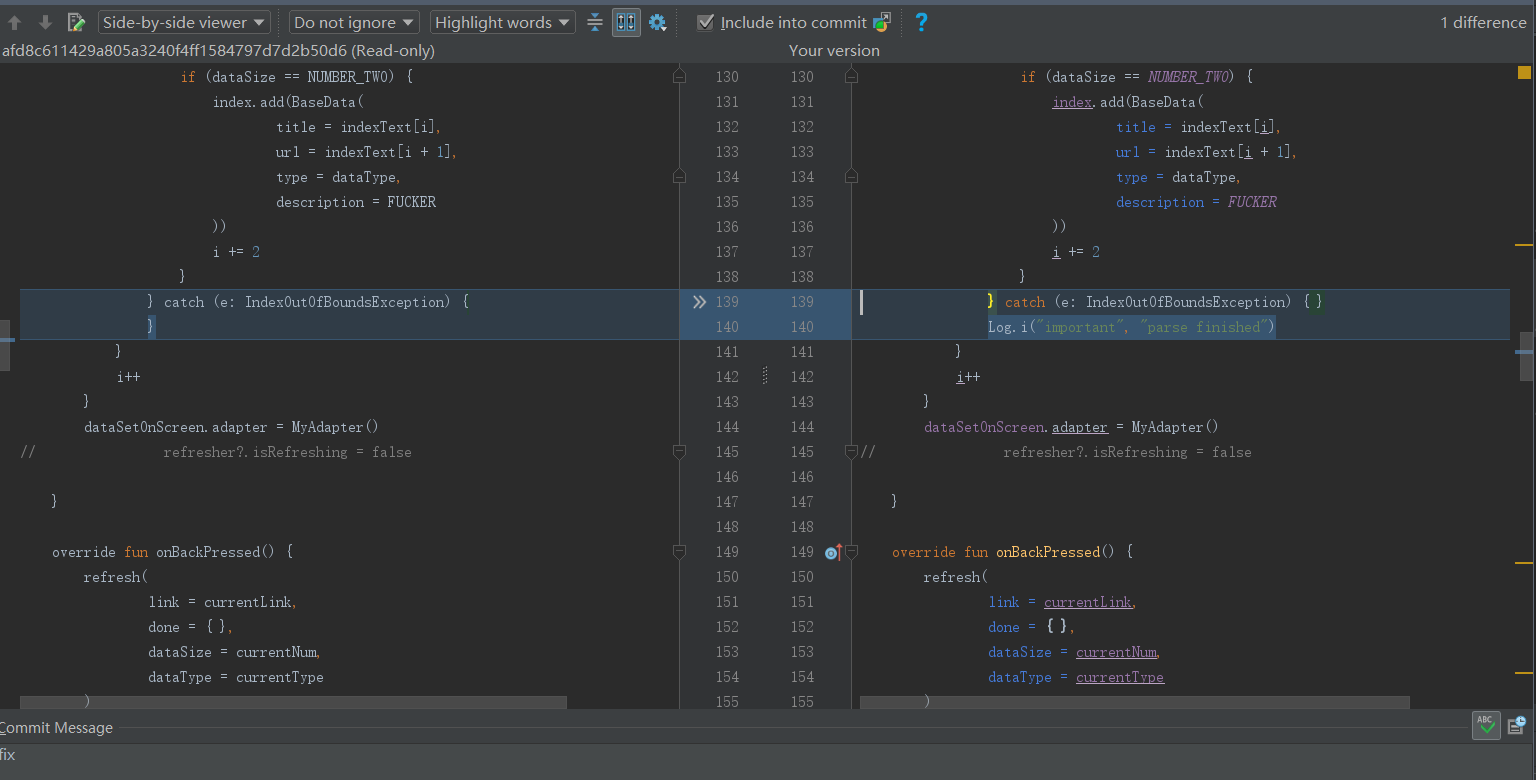 Side-by-side viewer Do not ignore Highlight words Include into commit ? 1 difference
afd8c611429a805a3240f4ff1584797d7d2b50d6 (Read-only) Your version
if (dataSize == NUMBER_TWO) { 130 130 if (dataSize == NUMBER_TWO) {
index.add(BaseData( 131 131 index.add(BaseData(
title = indexText[i], 132 132 title = indexText[i],
url = indexText[i + 1], 133 133 url = indexText[i + 1],
type = dataType, 134 134 type = dataType,
description = FUCKER 135 135 description = FUCKER
)) 136 136 ))
i += 2 137 137 i += 2
} 138 138 }
} catch (e: IndexOutOfBoundsException) { 139 139 } catch (e: IndexOutOfBoundsException) { }
} 140 140 Log.i("important", "parse finished")
} 141 141 }
i++ 142 142 i++
} 143 143 }
dataSetOnScreen.adapter = MyAdapter() 144 144 dataSetOnScreen.adapter = MyAdapter()
// refresher?.isRefreshing = false 145 145 // refresher?.isRefreshing = false
146 146
} 147 147 }
148 148
override fun onBackPressed() { 149 149 override fun onBackPressed() {
refresh( 150 150 refresh(
link = currentLink, 151 151 link = currentLink,
done = {}, 152 152 done = {},
dataSize = currentNum, 153 153 dataSize = currentNum,
dataType = currentType 154 154 dataType = currentType
) 155 155 )
Commit Message ABC
fix